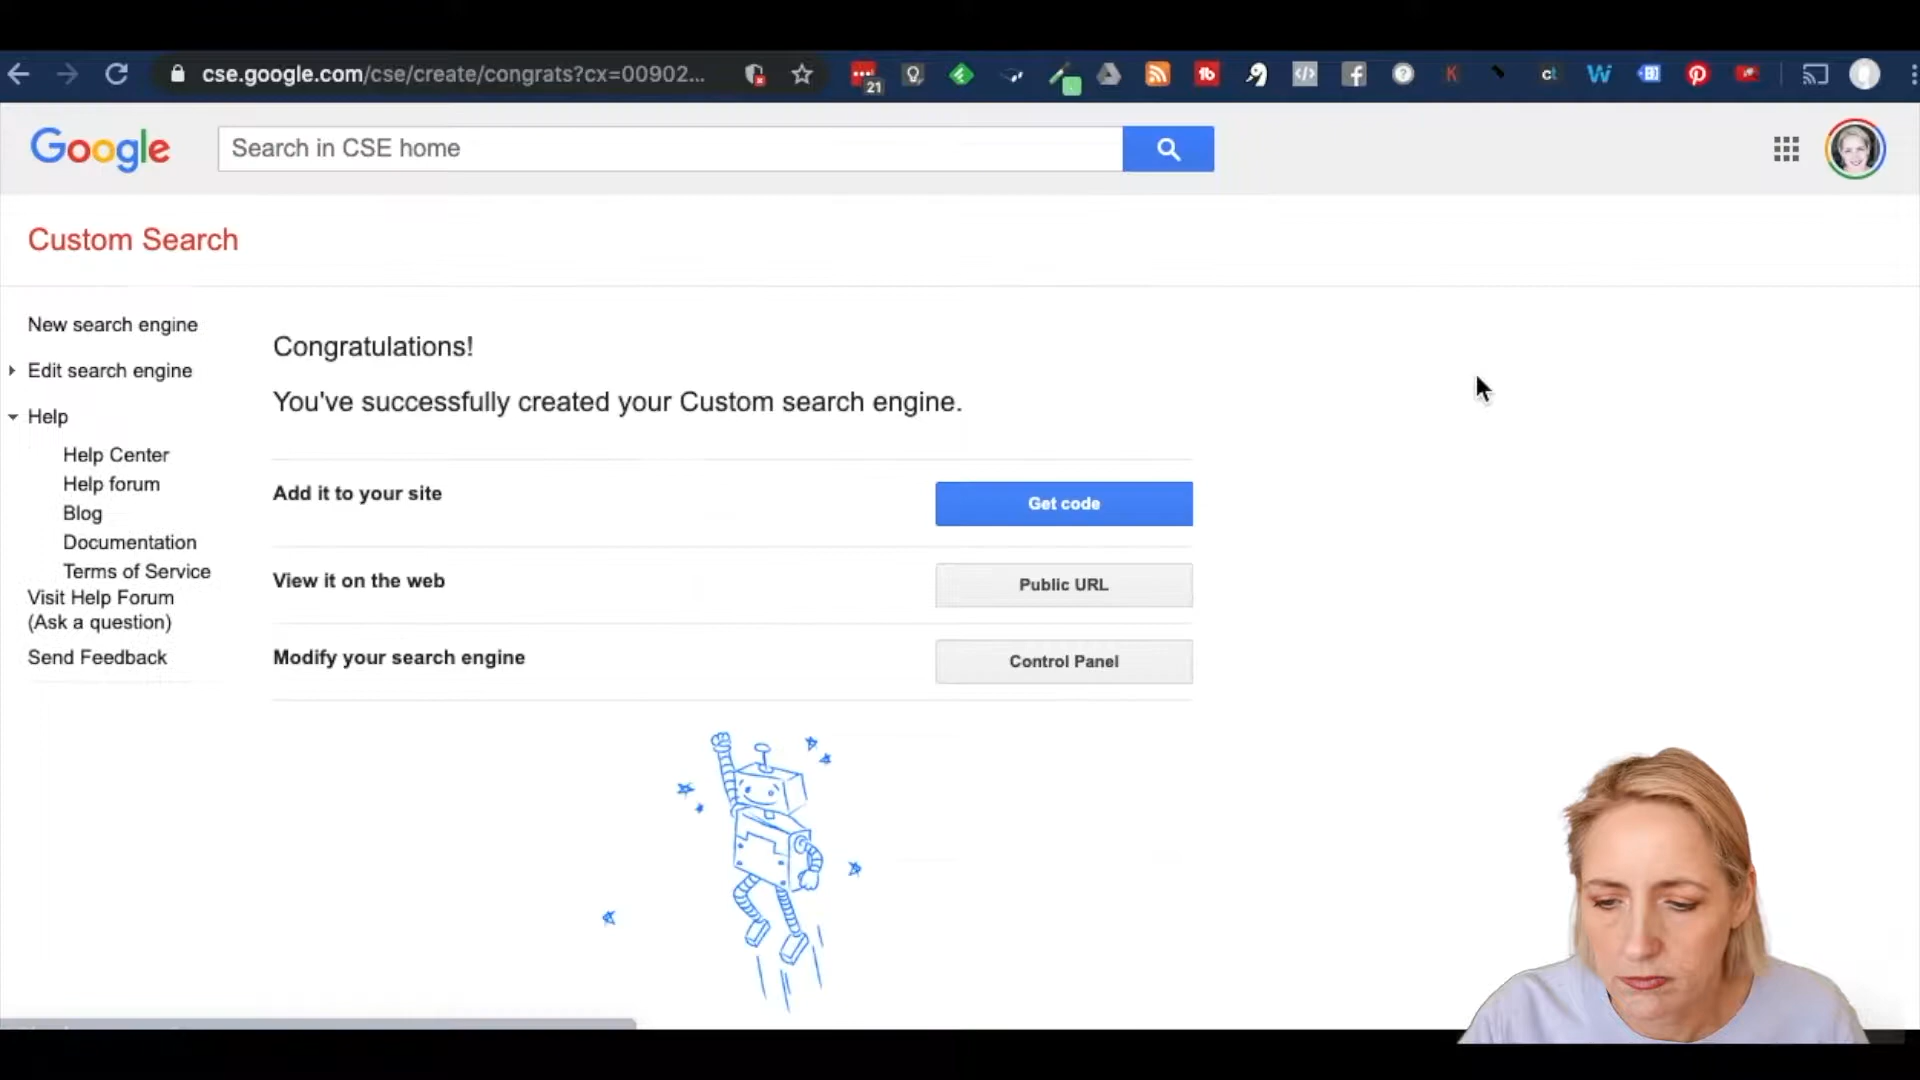 cse.google.com/cse/create/congrats?cx=00902...
21
Google
Search in CSE home
Custom Search
New search engine
Edit search engine
Help
Help Center
Help forum
Blog
Documentation
Terms of Service
Visit Help Forum
(Ask a question)
Send Feedback
Congratulations!
You've successfully created your Custom search engine.
Add it to your site
Get code
View it on the web
Public URL
Modify your search engine
Control Panel